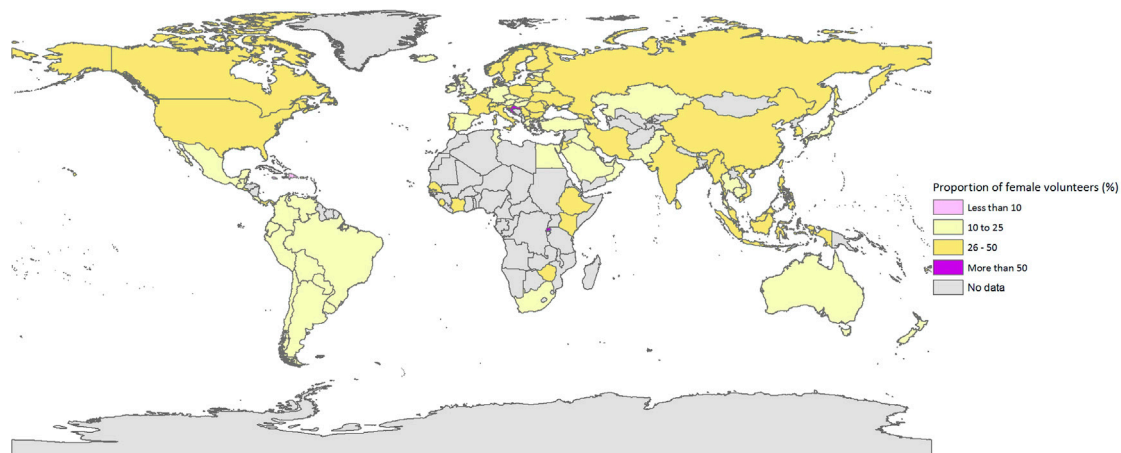 Proportion of female volunteers (%)
Less than 10
10 to 25
26 - 50
More than 50
No data